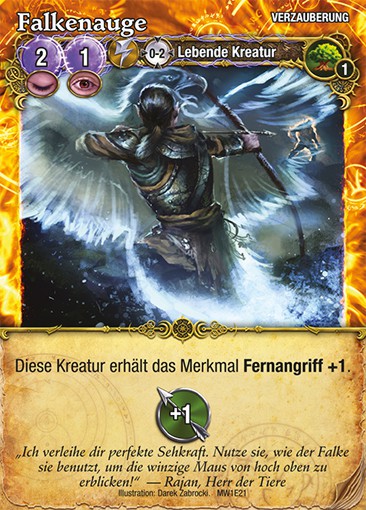 Falkenauge
VERZAUBERUNG
2 1 0-2 Lebende Kreatur
1
Diese Kreatur erhält das Merkmal Fernangriff +1.
+1
„Ich verleihe dir perfekte Sehkraft. Nutze sie, wie der Falke
sie benutzt, um die winzige Maus von hoch oben zu
erblicken!“ — Rajan, Herr der Tiere
Illustration: Darek Zabrocki. MW1E21